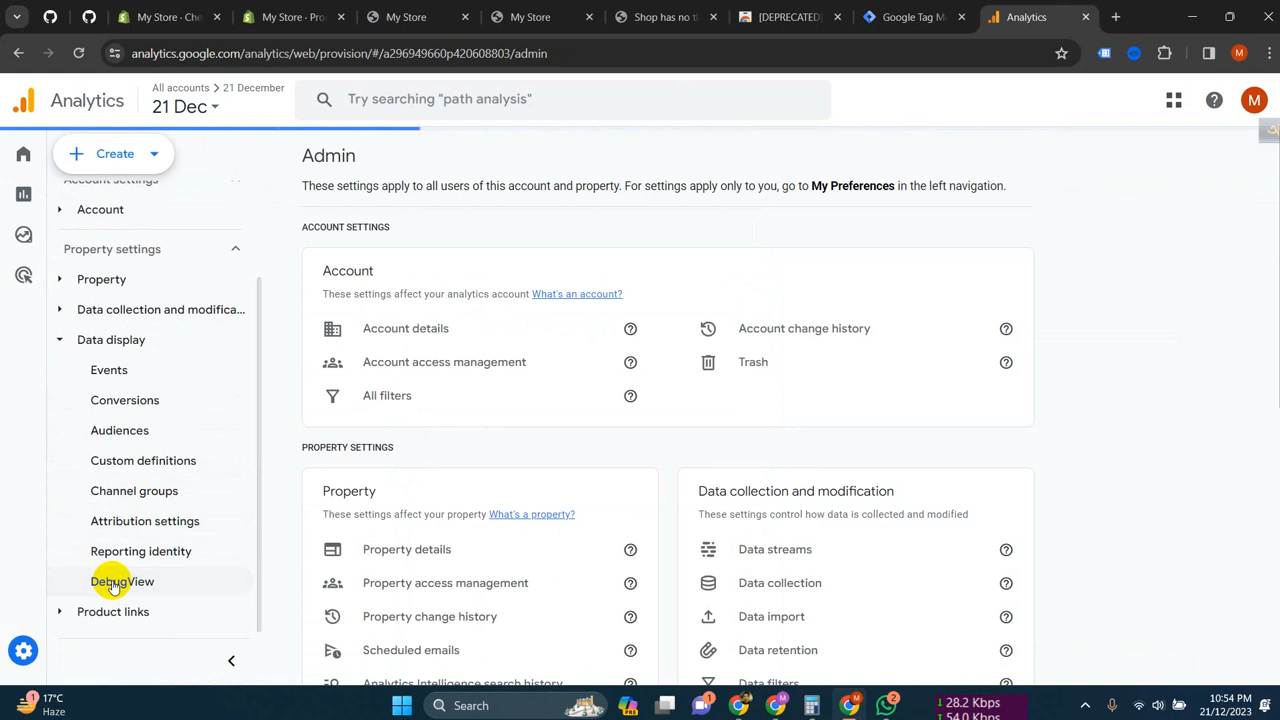 My Store · Che
My Store · Pro
My Store
My Store
Shop has no t
[DEPRECATED]
Google Tag M
Analytics
analytics.google.com/analytics/web/provision/#/a296949660p420608803/admin
M
Analytics
All accounts > 21 December
21 Dec
Try searching "path analysis"
M
Create
Account settings
Account
Property settings
Property
Data collection and modifica...
Data display
Events
Conversions
Audiences
Custom definitions
Channel groups
Attribution settings
Reporting identity
DebugView
Product links
Admin
These settings apply to all users of this account and property. For settings apply only to you, go to My Preferences in the left navigation.
ACCOUNT SETTINGS
Account
These settings affect your analytics account What's an account?
Account details
Account change history
Account access management
Trash
All filters
PROPERTY SETTINGS
Property
These settings affect your property What's a property?
Property details
Property access management
Property change history
Scheduled emails
Analytics Intelligence search history
Data collection and modification
These settings control how data is collected and modified
Data streams
Data collection
Data import
Data retention
Data filters
1
17°C
Haze
Search
PRE
1
M
2
28.2 Kbps
54.0 Kbps
10:54 PM
21/12/2023